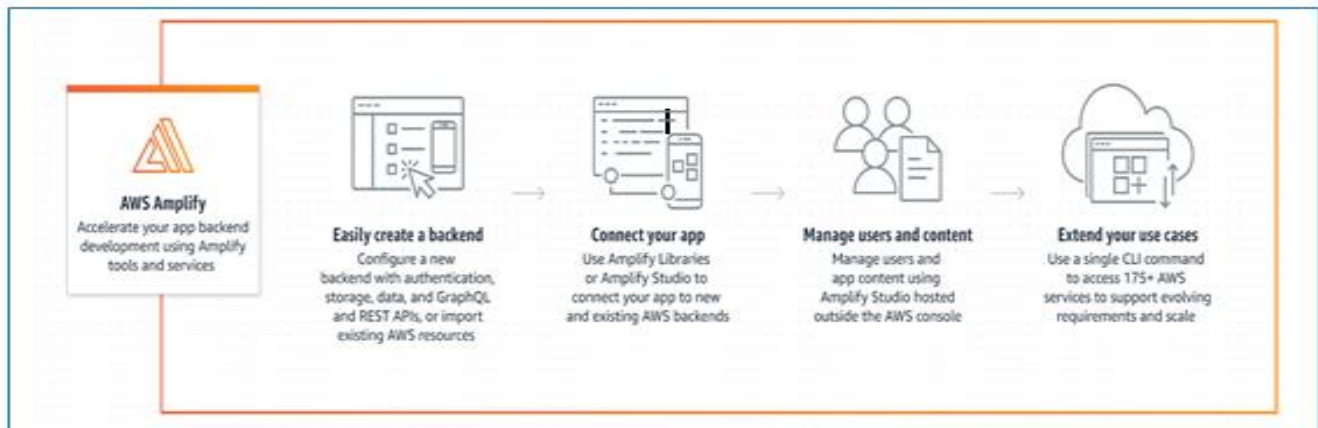 AWS Amplify
Accelerate your app backend
development using Amplify
tools and services
Easily create a backend
Configure a new
backend with authentication,
storage, data, and GraphQL
and REST APIs, or import
existing AWS resources
Connect your app
Use Amplify Libraries
or Amplify Studio to
connect your app to new
and existing AWS backends
Manage users and content
Manage users and
app content using
Amplify Studio hosted
outside the AWS console
Extend your use cases
Use a single CLI command
to access 175+ AWS
services to support evolving
requirements and scale